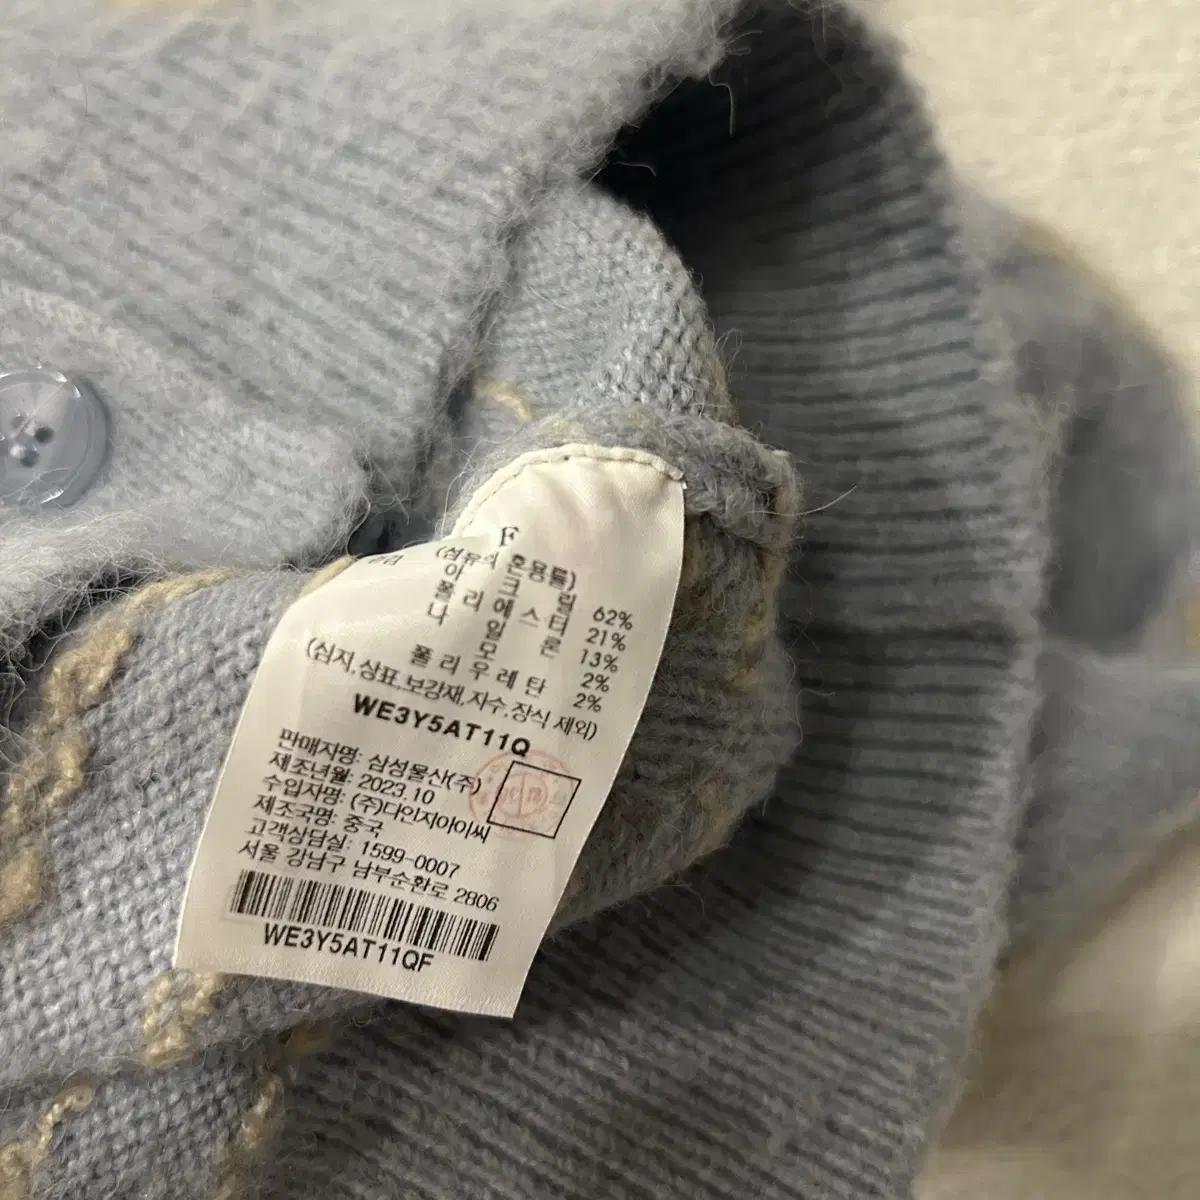 F
(섬유의 혼용률)
아크릴 62%
폴리에스터 21%
나일론 13%
모 2%
폴리우레탄 2%
(심지,상표,보강재,자수,장식 제외)
WE3Y5AT11Q
판매자명: 삼성물산(주)
제조년월: 2023.10
수입자명: (주)다인지아이씨
제조국명: 중국
고객상담실: 1599-0007
서울 강남구 남부순환로 2806
WE3Y5AT11QF